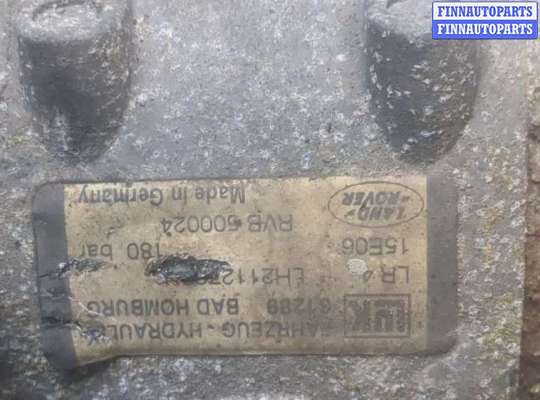 FINNAUTOPARTS
FINNAUTOPARTS
LuK FAHRZEUG - HYDRAULIK
61289 BAD HOMBURG
LR
180 bar
15E06
RVB 500024
LAND ROVER
Made in Germany